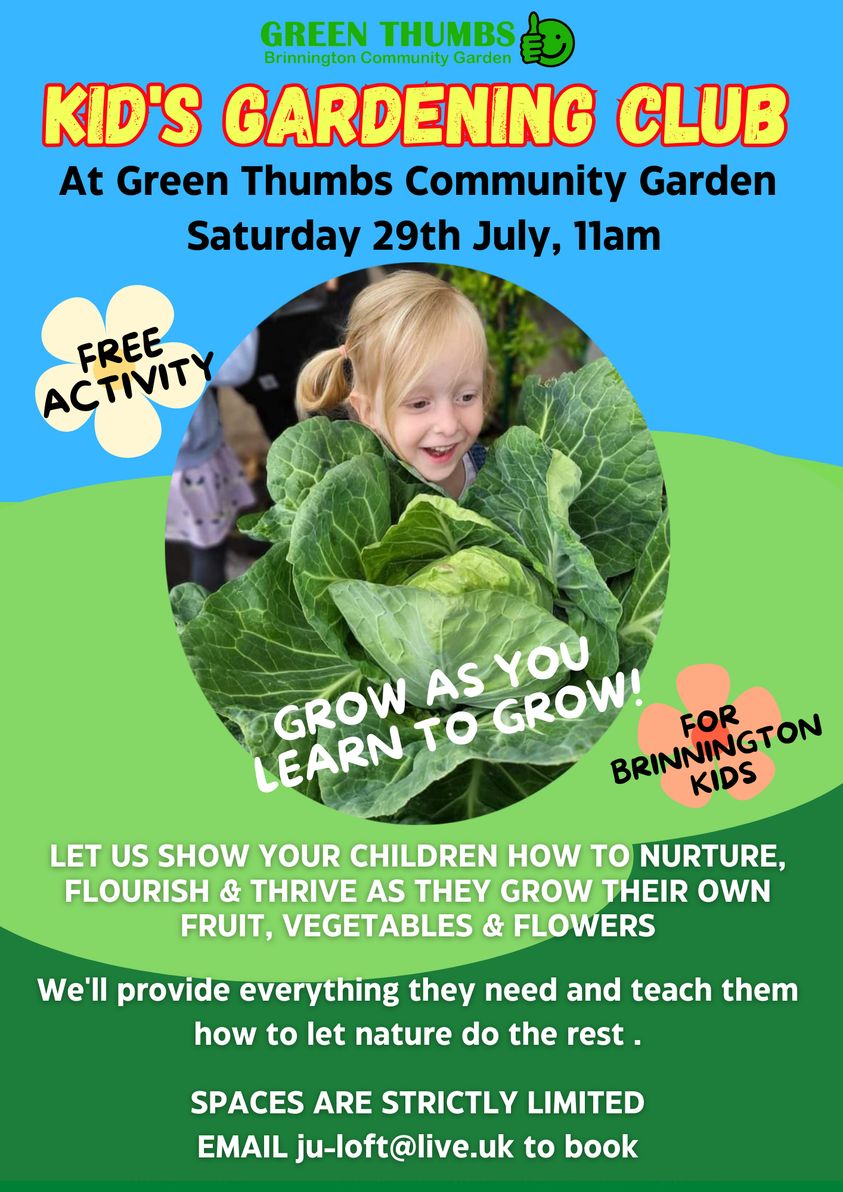 GREEN THUMBS
Brinnington Community Garden
KID'S GARDENING CLUB
At Green Thumbs Community Garden
Saturday 29th July, 11am
FREE
ACTIVITY
GROW AS YOU
LEARN TO GROW!
FOR
BRINNINGTON
KIDS
LET US SHOW YOUR CHILDREN HOW TO NURTURE,
FLOURISH & THRIVE AS THEY GROW THEIR OWN
FRUIT, VEGETABLES & FLOWERS
We'll provide everything they need and teach them
how to let nature do the rest .
SPACES ARE STRICTLY LIMITED
EMAIL ju-loft@live.uk to book